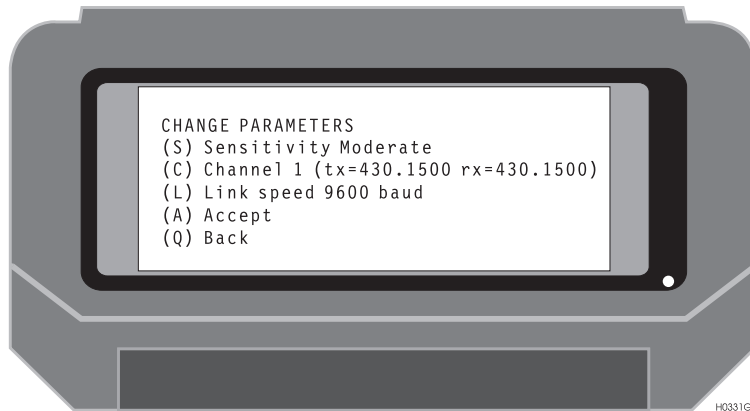 CHANGE PARAMETERS
(S) Sensitivity Moderate
(C) Channel 1 (tx=430.1500 rx=430.1500)
(L) Link speed 9600 baud
(A) Accept
(Q) Back
H0331G